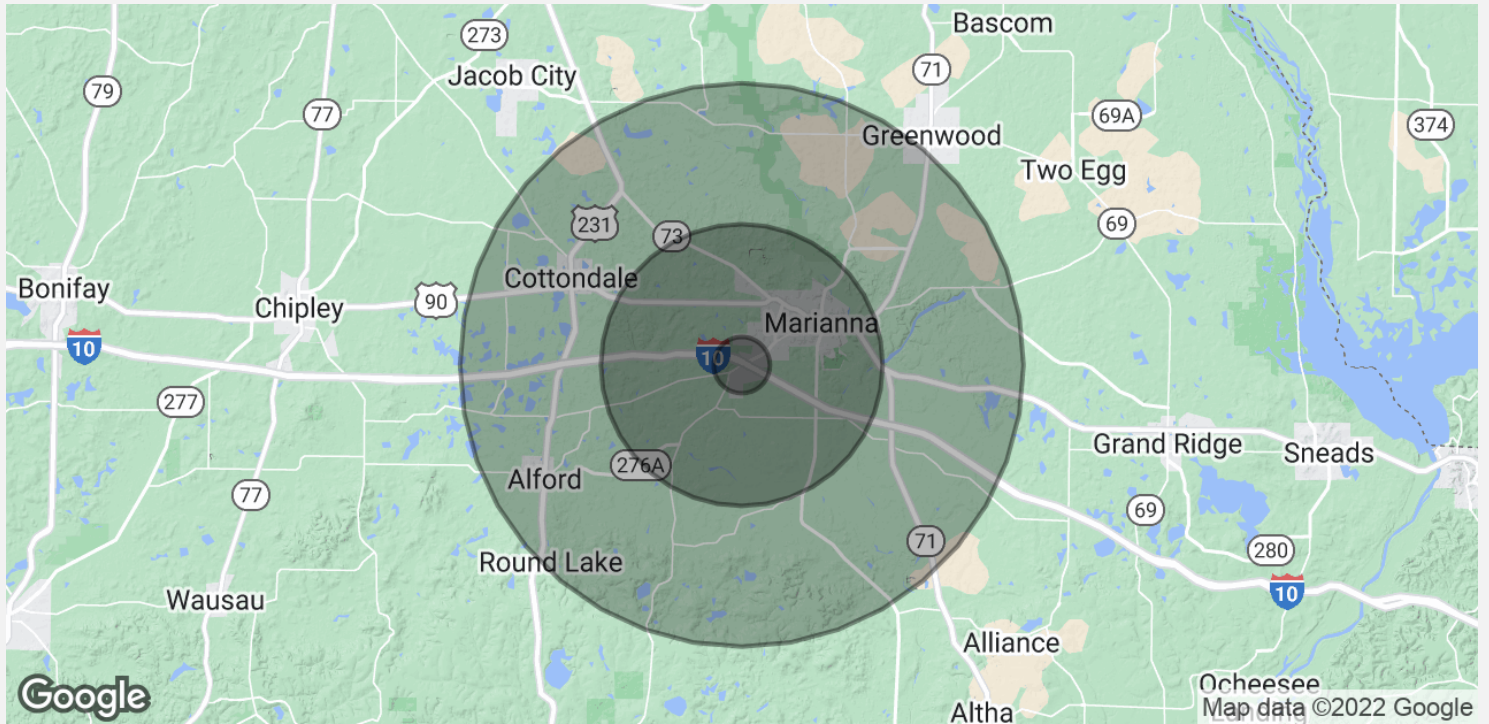 Bascom
273
71
Jacob City
79
77
69A
374
Greenwood
Two Egg
231
73
69
Cottondale
Bonifay
90
Chipley
Marianna
10
10
277
Grand Ridge
Sneads
276A
Alford
77
69
71
280
Round Lake
10
Wausau
Alliance
Ocheesee
Landing
Google
Map data ©2022 Google
Altha